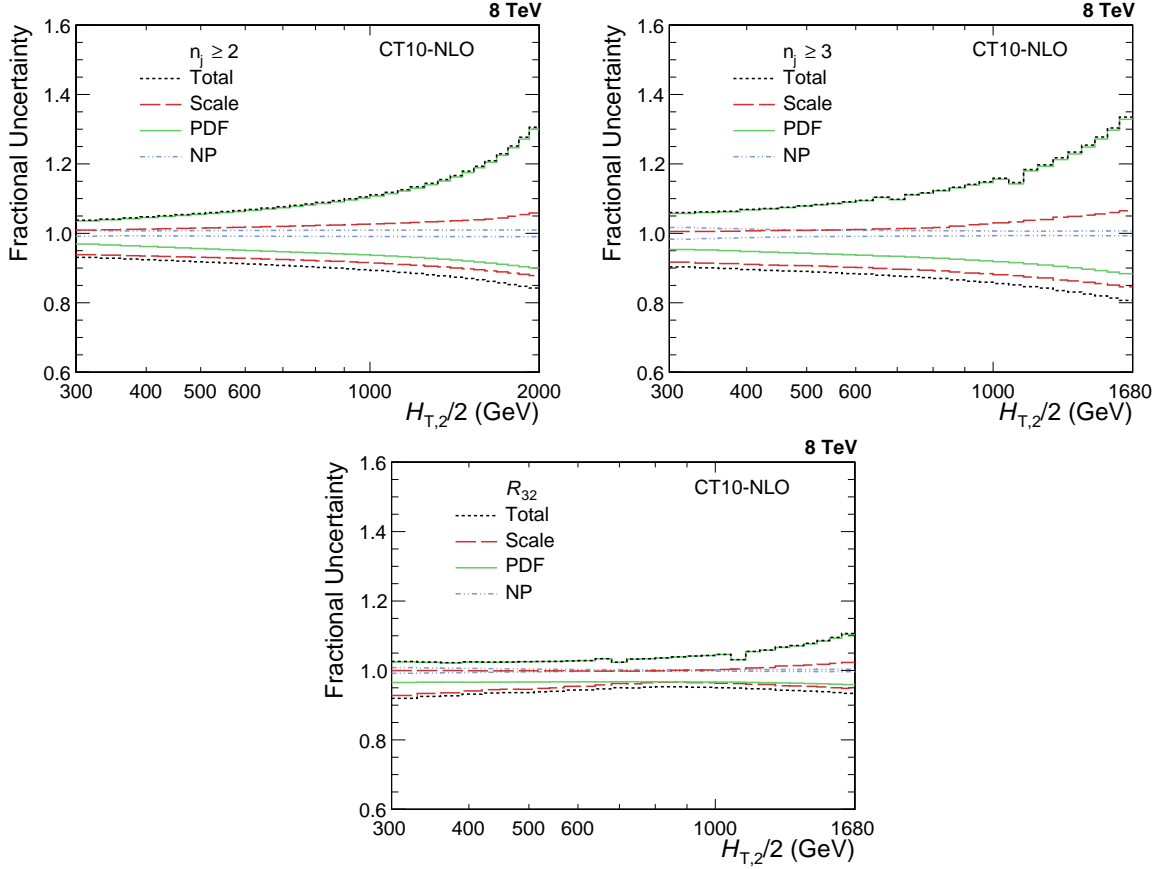 8 TeV
Fractional Uncertainty
1.6
1.4
1.2
1.0
0.8
0.6
n_j ≥ 2
CT10-NLO
Total
Scale
PDF
NP
300 400 500 600 1000 2000
H_T,2/2 (GeV)
8 TeV
Fractional Uncertainty
1.6
1.4
1.2
1.0
0.8
0.6
n_j ≥ 3
CT10-NLO
Total
Scale
PDF
NP
300 400 500 600 1000 1680
H_T,2/2 (GeV)
8 TeV
Fractional Uncertainty
1.6
1.4
1.2
1.0
0.8
0.6
R_32
CT10-NLO
Total
Scale
PDF
NP
300 400 500 600 1000 1680
H_T,2/2 (GeV)